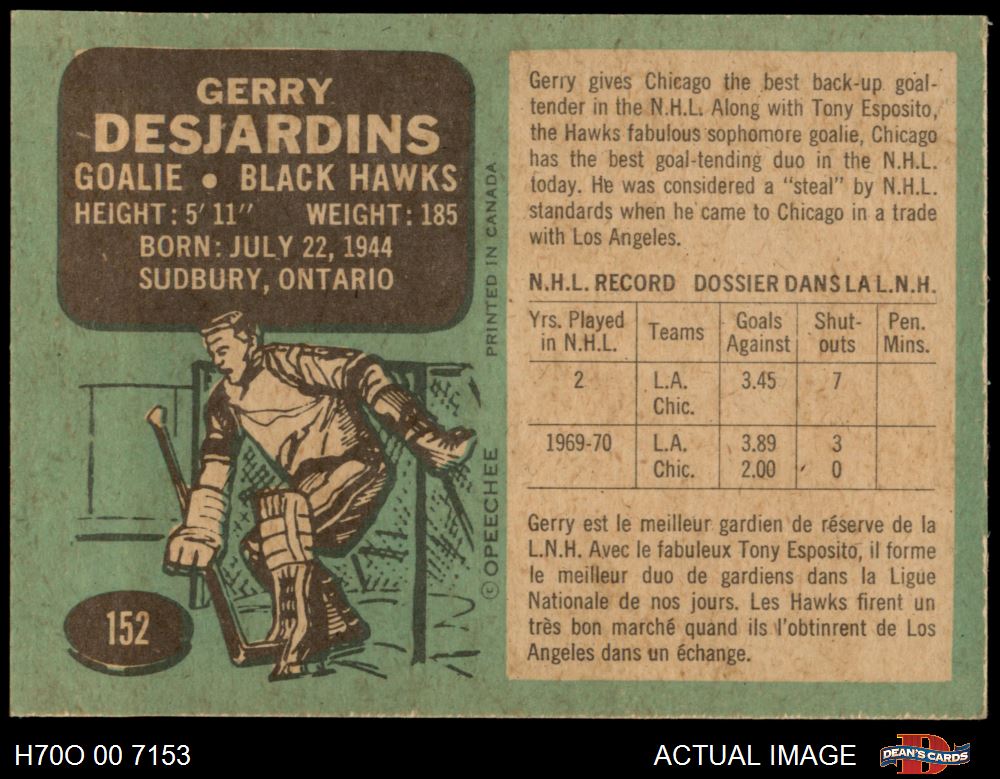 GERRY
DESJARDINS
GOALIE • BLACK HAWKS
HEIGHT: 5' 11" WEIGHT: 185
BORN: JULY 22, 1944
SUDBURY, ONTARIO
PRINTED IN CANADA
© OPEECHEE
152
Gerry gives Chicago the best back-up goal-
tender in the N.H.L. Along with Tony Esposito,
the Hawks fabulous sophomore goalie, Chicago
has the best goal-tending duo in the N.H.L.
today. He was considered a "steal" by N.H.L.
standards when he came to Chicago in a trade
with Los Angeles.
N.H.L. RECORD DOSSIER DANS LA L.N.H.
Yrs. Played Teams Goals Shut- Pen.
in N.H.L. Against outs Mins.
2 L.A. 3.45 7
Chic.
1969-70 L.A. 3.89 3
Chic. 2.00 0
Gerry est le meilleur gardien de réserve de la
L.N.H. Avec le fabuleux Tony Esposito, il forme
le meilleur duo de gardiens dans la Ligue
Nationale de nos jours. Les Hawks firent un
très bon marché quand ils l'obtinrent de Los
Angeles dans un échange.
H70O 00 7153
ACTUAL IMAGE
DEAN'S CARDS